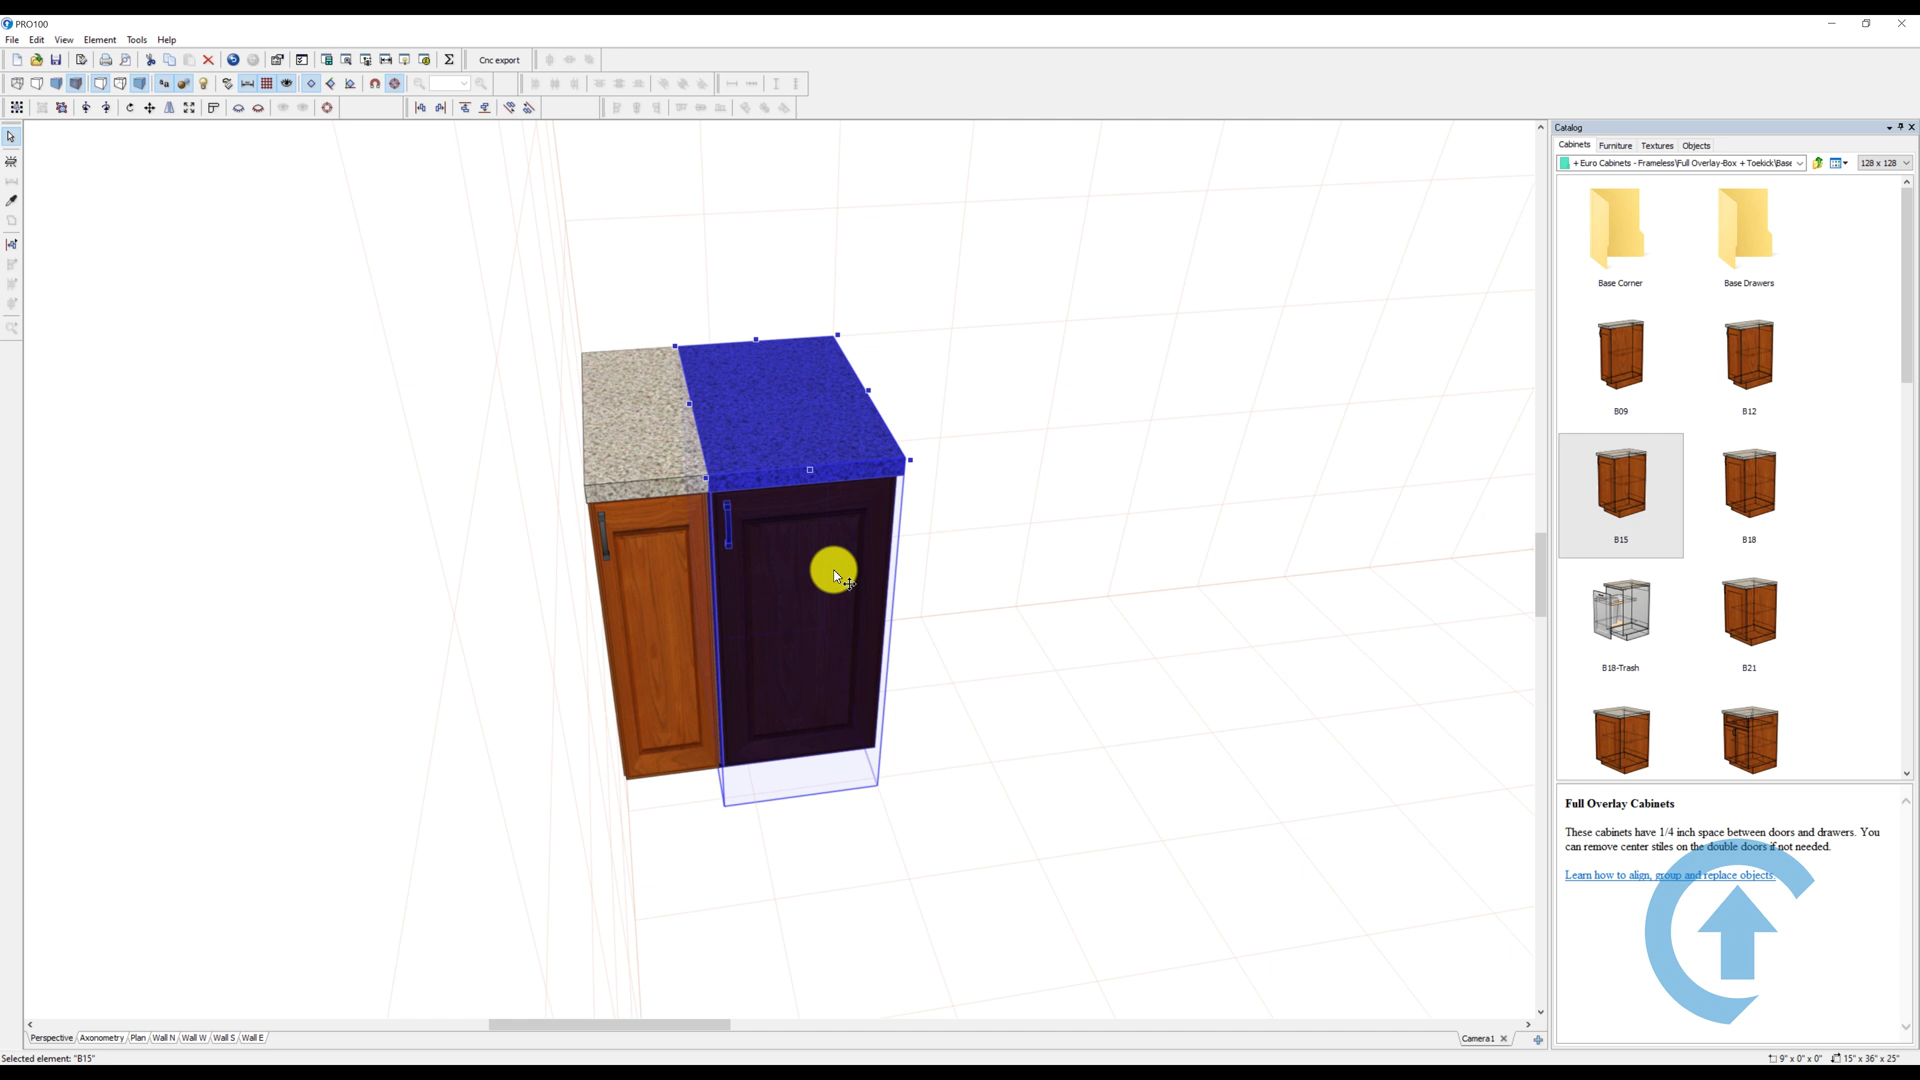 PRO100
File Edit View Element Tools Help
Cnc export
Catalog
Cabinets Furniture Textures Objects
+ Euro Cabinets - Frameless\Full Overlay-Box + Toekick\Base
128 x 128
Base Corner Base Drawers
B09 B12
B15 B18
B18-Trash B21
Full Overlay Cabinets
These cabinets have 1/4 inch space between doors and drawers. You
can remove center stiles on the double doors if not needed.
Learn how to align, group and replace objects.
Perspective Axonometry Plan Wall N Wall W Wall S Wall E
Camera1
Selected element: "B15"
9" x 0" x 0" 15" x 36" x 25"